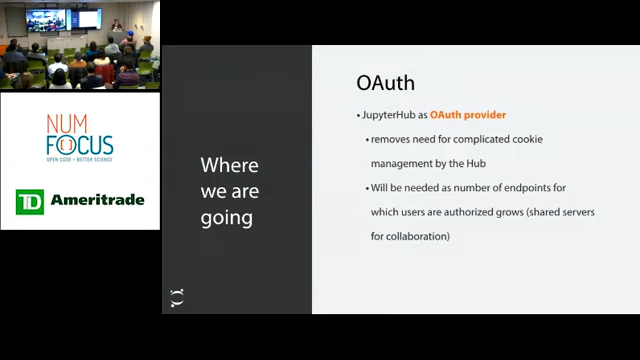 NUM
FOCUS
OPEN CODE = BETTER SCIENCE
TD Ameritrade
Where
we are
going
OAuth
• JupyterHub as OAuth provider
• removes need for complicated cookie
management by the Hub
• Will be needed as number of endpoints for
which users are authorized grows (shared servers
for collaboration)